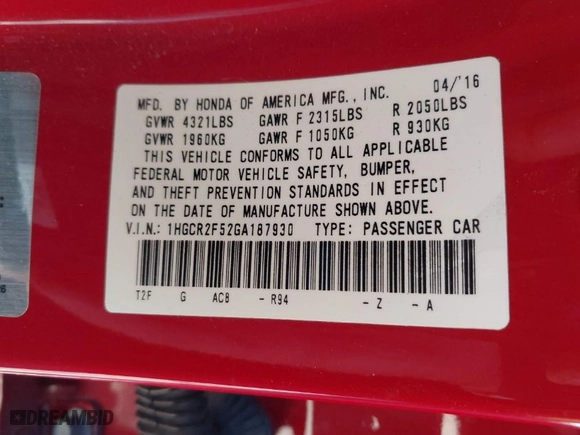 MFD. BY HONDA OF AMERICA MFG., INC. 04/'16
GVWR 4321LBS GAWR F 2315LBS R 2050LBS
GVWR 1960KG GAWR F 1050KG R 930KG
THIS VEHICLE CONFORMS TO ALL APPLICABLE
FEDERAL MOTOR VEHICLE SAFETY, BUMPER,
AND THEFT PREVENTION STANDARDS IN EFFECT
ON THE DATE OF MANUFACTURE SHOWN ABOVE.
V.I.N.: 1HGCR2F52GA187930 TYPE: PASSENGER CAR
T2F G AC8 - R94 - Z - A
DREAMBID